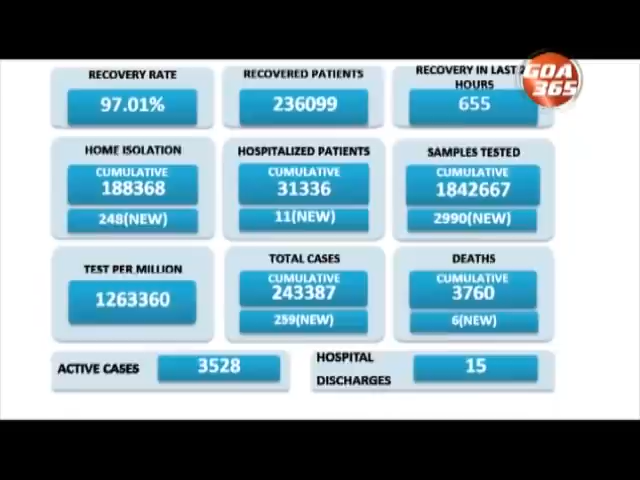 RECOVERY RATE
97.01%
RECOVERED PATIENTS
236099
RECOVERY IN LAST 2
HOURS
655
GOA
365
HOME ISOLATION
CUMULATIVE
188368
248(NEW)
HOSPITALIZED PATIENTS
CUMULATIVE
31336
11(NEW)
SAMPLES TESTED
CUMULATIVE
1842667
2990(NEW)
TEST PER MILLION
1263360
TOTAL CASES
CUMULATIVE
243387
259(NEW)
DEATHS
CUMULATIVE
3760
6(NEW)
ACTIVE CASES
3528
HOSPITAL
DISCHARGES
15